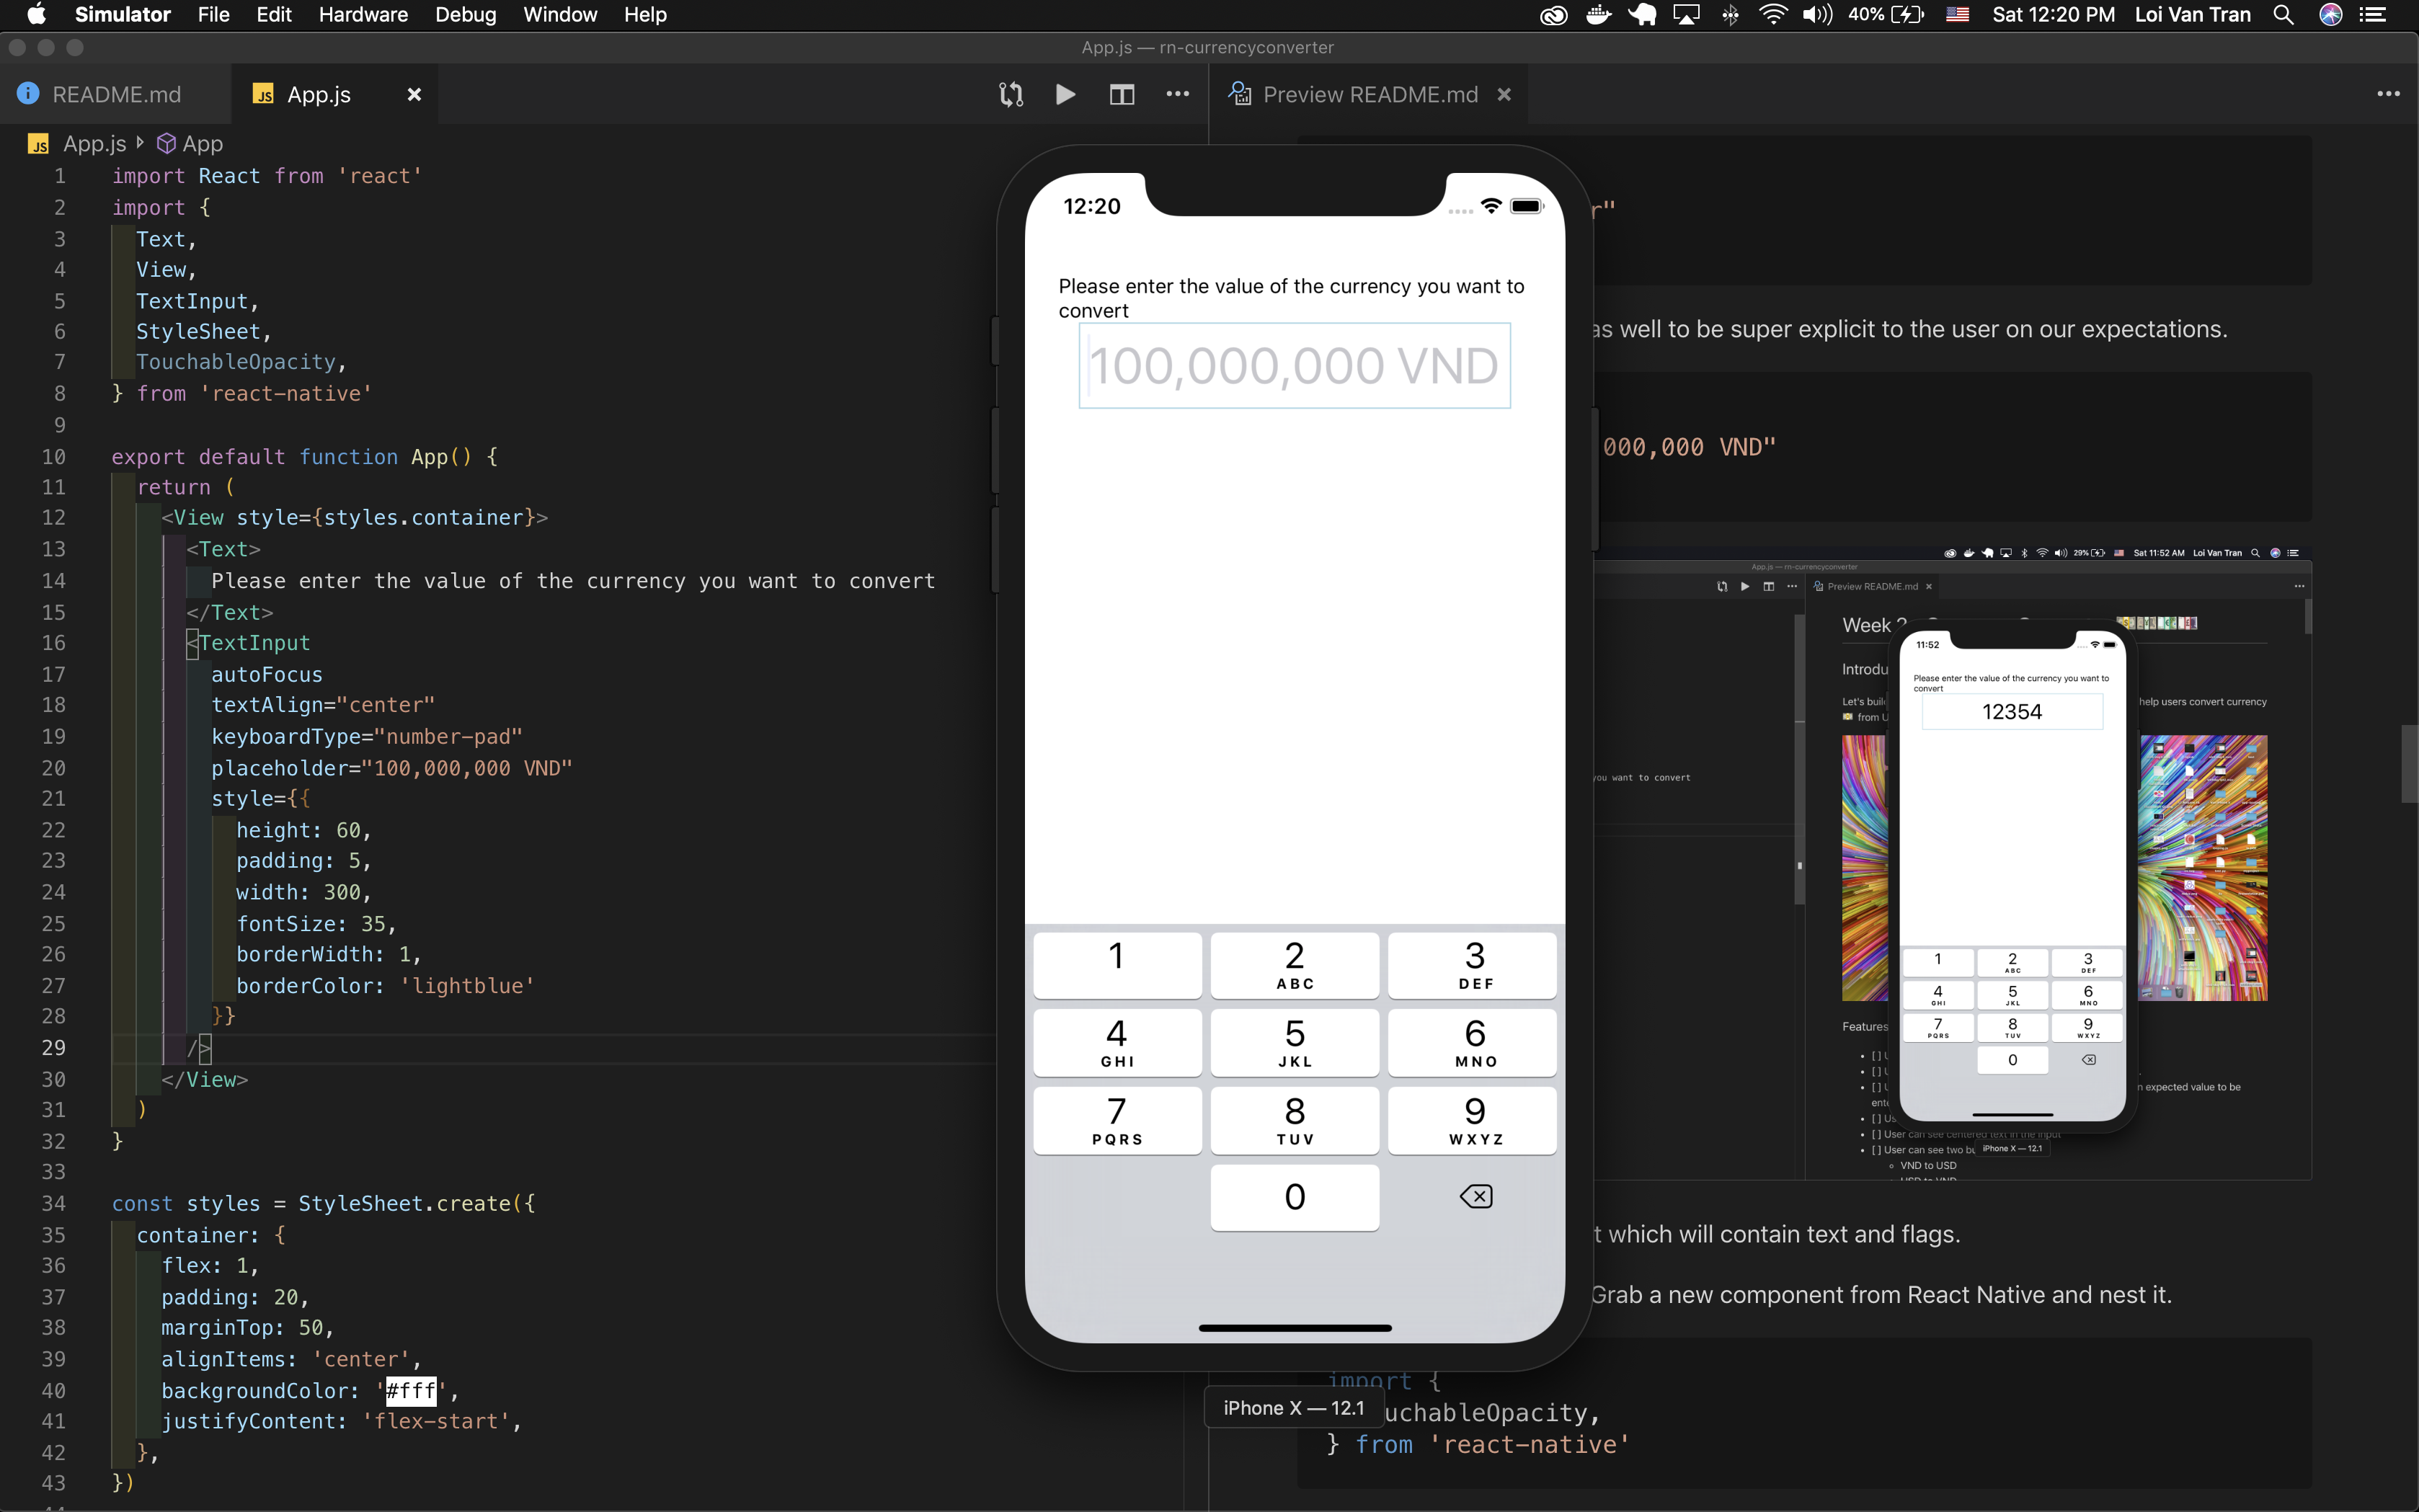 Simulator File Edit Hardware Debug Window Help 40% Sat 12:20 PM Loi Van Tran
App.js — rn-currencyconverter
README.md
JS App.js
Preview README.md
JS App.js App
1 import React from 'react'
2 import {
3 Text,
4 View,
5 TextInput,
6 StyleSheet,
7 TouchableOpacity,
8 } from 'react-native'
9
10 export default function App() {
11 return (
12 <View style={styles.container}>
13 <Text>
14 Please enter the value of the currency you want to convert
15 </Text>
16 <TextInput
17 autoFocus
18 textAlign="center"
19 keyboardType="number-pad"
20 placeholder="100,000,000 VND"
21 style={{
22 height: 60,
23 padding: 5,
24 width: 300,
25 fontSize: 35,
26 borderWidth: 1,
27 borderColor: 'lightblue'
28 }}
29 />
30 </View>
31 )
32 }
33
34 const styles = StyleSheet.create({
35 container: {
36 flex: 1,
37 padding: 20,
38 marginTop: 50,
39 alignItems: 'center',
40 backgroundColor: '#fff',
41 justifyContent: 'flex-start',
42 },
43 })
12:20
Please enter the value of the currency you want to
convert
100,000,000 VND
1
2
ABC
3
DEF
4
GHI
5
JKL
6
MNO
7
PQRS
8
TUV
9
WXYZ
0
iPhone X — 12.1
r"
as well to be super explicit to the user on our expectations.
000,000 VND"
29% Sat 11:52 AM Loi Van Tran
App.js — rn-currencyconverter
Preview README.md
you want to convert
Week
Introdu
Let's buil
help users convert currency
from U
11:52
Please enter the value of the currency you want to
convert
12354
1
2
ABC
3
DEF
4
GHI
5
JKL
6
MNO
7
PQRS
8
TUV
9
WXYZ
0
Features
[ ] U
[ ] U
[ ] U
n expected value to be
ente
[ ] Us
[ ] User can see centered text in the input
[ ] User can see two bu
iPhone X — 12.1
VND to USD
USD to VND
t which will contain text and flags.
Grab a new component from React Native and nest it.
import {
uchableOpacity,
} from 'react-native'